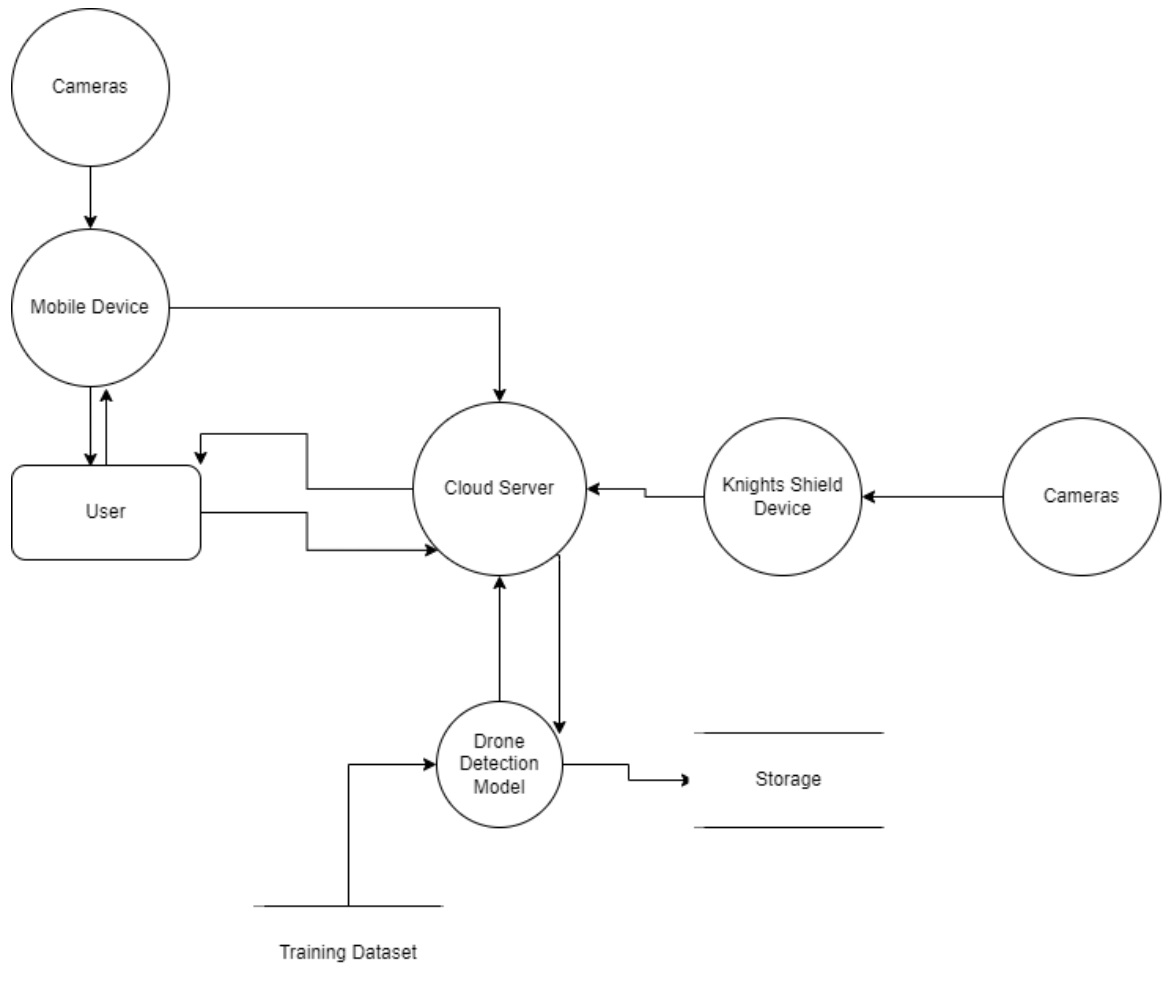 Cameras
Mobile Device
User
Cloud Server
Knights Shield
Device
Cameras
Drone
Detection
Model
Storage
Training Dataset